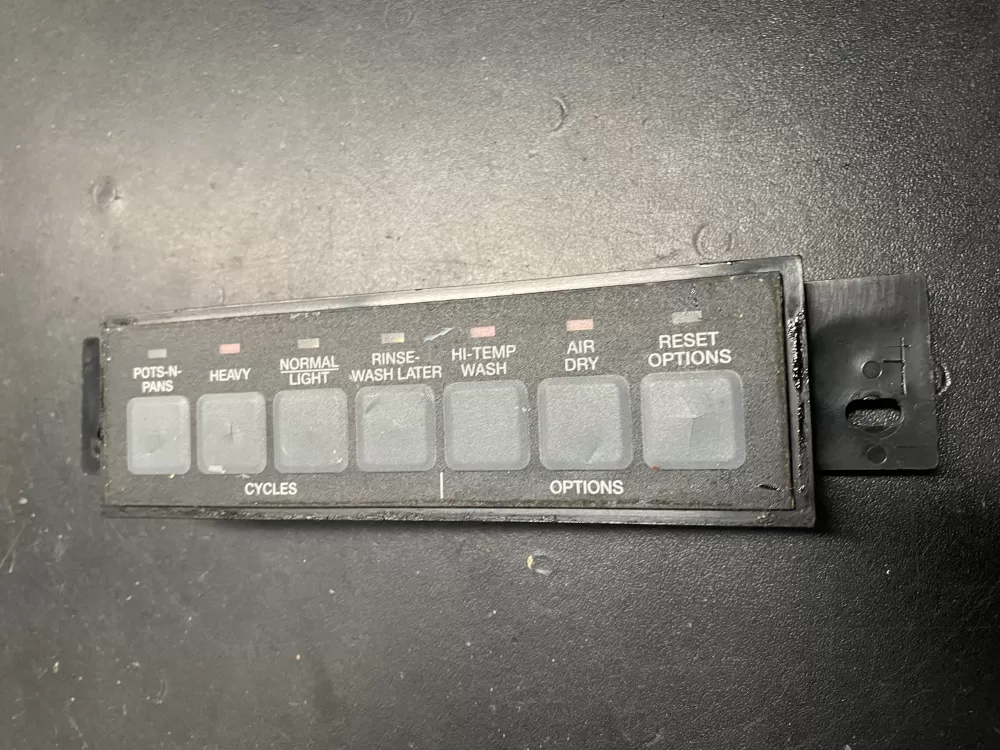 POTS-N-
PANS
HEAVY
NORMAL
LIGHT
RINSE-
WASH LATER
HI-TEMP
WASH
AIR
DRY
RESET
OPTIONS
CYCLES
OPTIONS